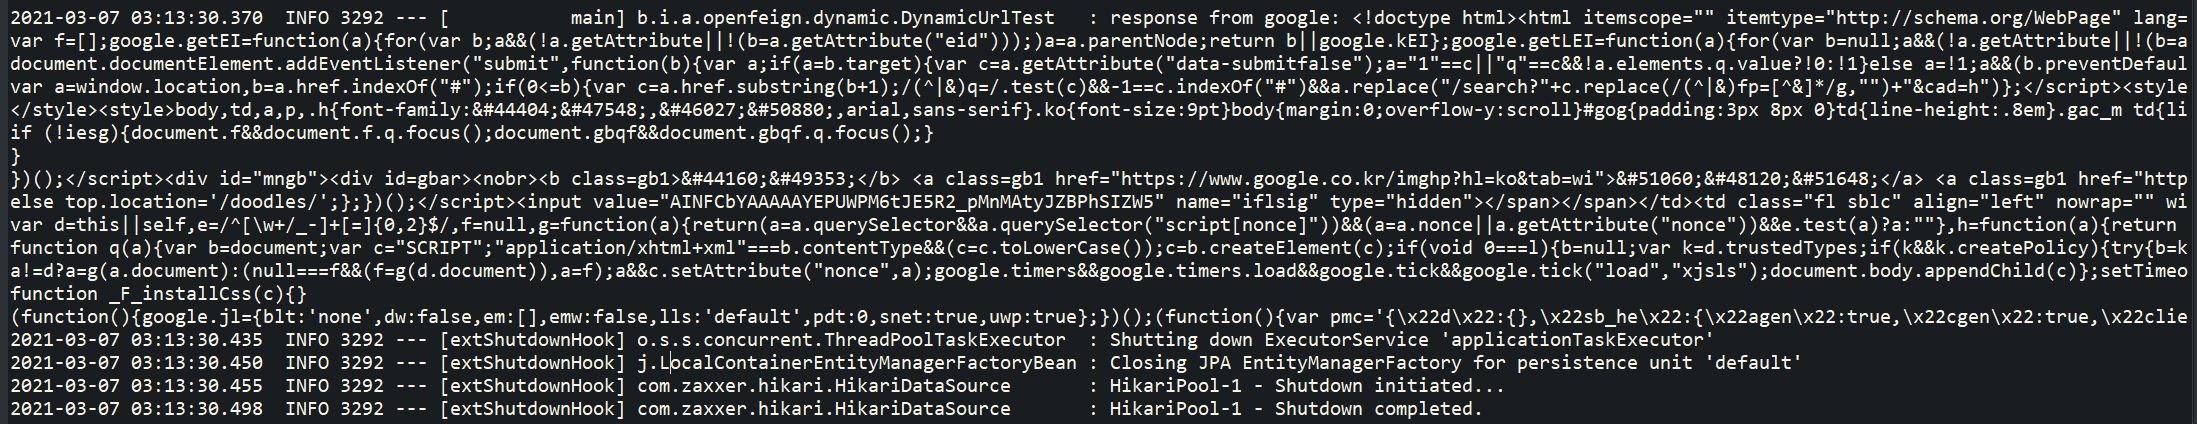 2021-03-07 03:13:30.370  INFO 3292 --- [           main] b.i.a.openfeign.dynamic.DynamicUrlTest   : response from google: <!doctype html><html itemscope="" itemtype="http://schema.org/WebPage" lang=
var f=[];google.getEI=function(a){for(var b;a&&(!a.getAttribute||!(b=a.getAttribute("eid")));)a=a.parentNode;return b||google.kEI};google.getLEI=function(a){for(var b=null;a&&(!a.getAttribute||!(b=a
document.documentElement.addEventListener("submit",function(b){var a;if(a=b.target){var c=a.getAttribute("data-submitfalse");a="1"==c||"q"==c&&!a.elements.q.value?!0:!1}else a=!1;a&&(b.preventDefaul
var a=window.location,b=a.href.indexOf("#");if(0<=b){var c=a.href.substring(b+1);/(^|&)q=/.test(c)&&-1==c.indexOf("#")&&a.replace("/search?"+c.replace(/(^|&)fp=[^&]*/g,"")+"&cad=h")};</script><style
</style><style>body,td,a,p,.h{font-family:&#44404;&#47548;,&#46027;&#50880;,arial,sans-serif}.ko{font-size:9pt}body{margin:0;overflow-y:scroll}#gog{padding:3px 8px 0}td{line-height:.8em}.gac_m td{li
if (!iesg){document.f&&document.f.q.focus();document.gbqf&&document.gbqf.q.focus();}
}
})();</script><div id="mngb"><div id=gbar><nobr><b class=gb1>&#44160;&#49353;</b> <a class=gb1 href="https://www.google.co.kr/imghp?hl=ko&tab=wi">&#51060;&#48120;&#51648;</a> <a class=gb1 href="http
else top.location='/doodles/';};})();</script><input value="AINFCbYAAAAAYEPUWPM6tJE5R2_pMnMAtyJZBPhSIZW5" name="iflsig" type="hidden"></span></span></td><td class="fl sblc" align="left" nowrap="" wi
var d=this||self,e=/^[\w+/_-]+[=]{0,2}$/,f=null,g=function(a){return(a=a.querySelector&&a.querySelector("script[nonce]"))&&(a=a.nonce||a.getAttribute("nonce"))&&e.test(a)?a:""},h=function(a){return
function q(a){var b=document;var c="SCRIPT";"application/xhtml+xml"===b.contentType&&(c=c.toLowerCase());c=b.createElement(c);if(void 0===l){b=null;var k=d.trustedTypes;if(k&&k.createPolicy){try{b=k
a!=d?a=g(a.document):(null===f&&(f=g(d.document)),a=f);a&&c.setAttribute("nonce",a);google.timers&&google.timers.load&&google.tick&&google.tick("load","xjsls");document.body.appendChild(c)};setTimeo
function _F_installCss(c){}
(function(){google.jl={blt:'none',dw:false,em:[],emw:false,lls:'default',pdt:0,snet:true,uwp:true};})();(function(){var pmc='{\x22d\x22:{},\x22sb_he\x22:{\x22agen\x22:true,\x22cgen\x22:true,\x22clie
2021-03-07 03:13:30.435  INFO 3292 --- [extShutdownHook] o.s.s.concurrent.ThreadPoolTaskExecutor  : Shutting down ExecutorService 'applicationTaskExecutor'
2021-03-07 03:13:30.450  INFO 3292 --- [extShutdownHook] j.LocalContainerEntityManagerFactoryBean : Closing JPA EntityManagerFactory for persistence unit 'default'
2021-03-07 03:13:30.455  INFO 3292 --- [extShutdownHook] com.zaxxer.hikari.HikariDataSource       : HikariPool-1 - Shutdown initiated...
2021-03-07 03:13:30.498  INFO 3292 --- [extShutdownHook] com.zaxxer.hikari.HikariDataSource       : HikariPool-1 - Shutdown completed.